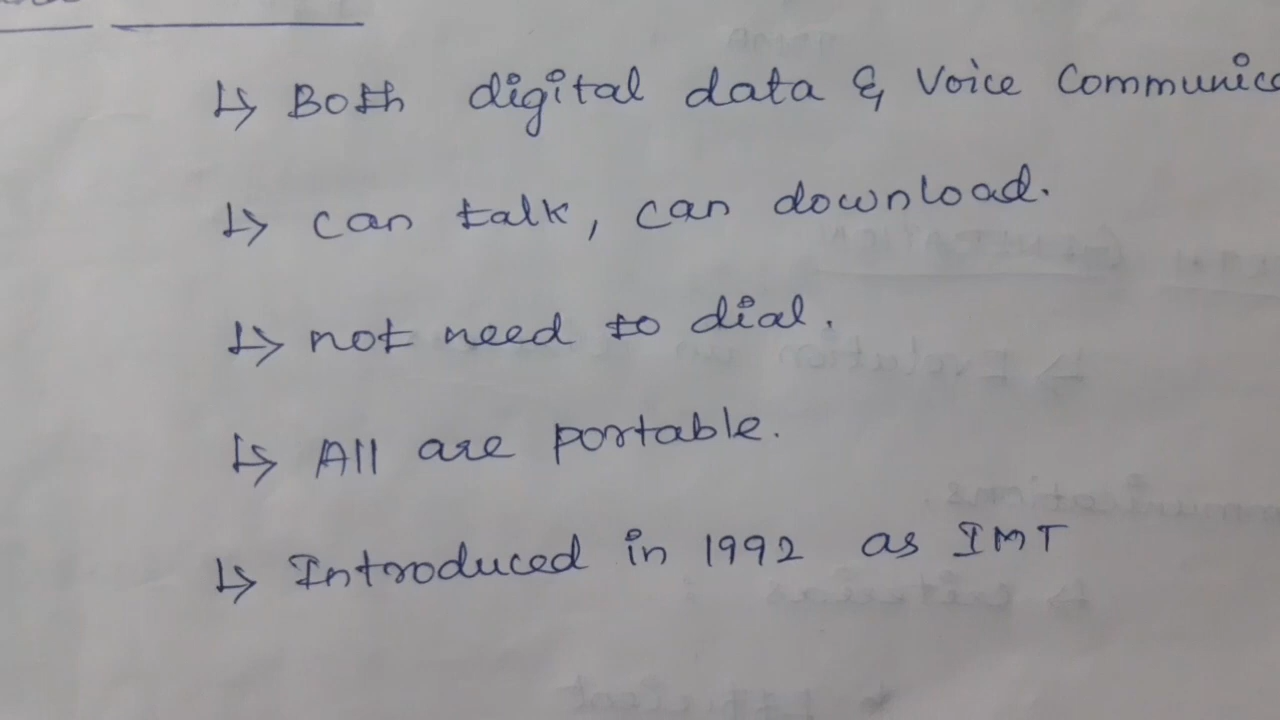 ↳ Both digital data & Voice Communic
↳ can talk, can download.
↳ not need to dial.
↳ All are portable.
↳ Introduced in 1992 as IMT